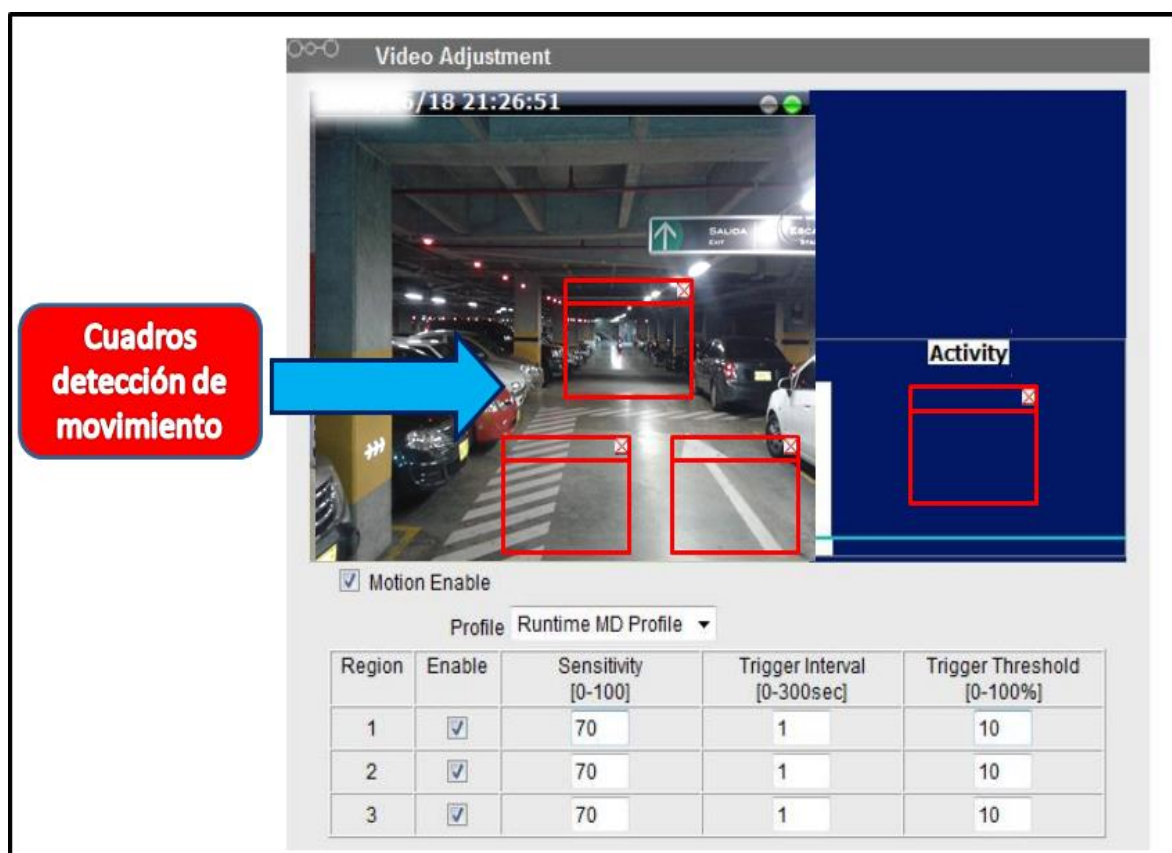 Video Adjustment
/18 21:26:51
SALIDA
EXIT
Activity
Cuadros
detección de
movimiento
Motion Enable
Profile Runtime MD Profile
Region Enable Sensitivity [0-100] Trigger Interval [0-300sec] Trigger Threshold [0-100%]
1 70 1 10
2 70 1 10
3 70 1 10